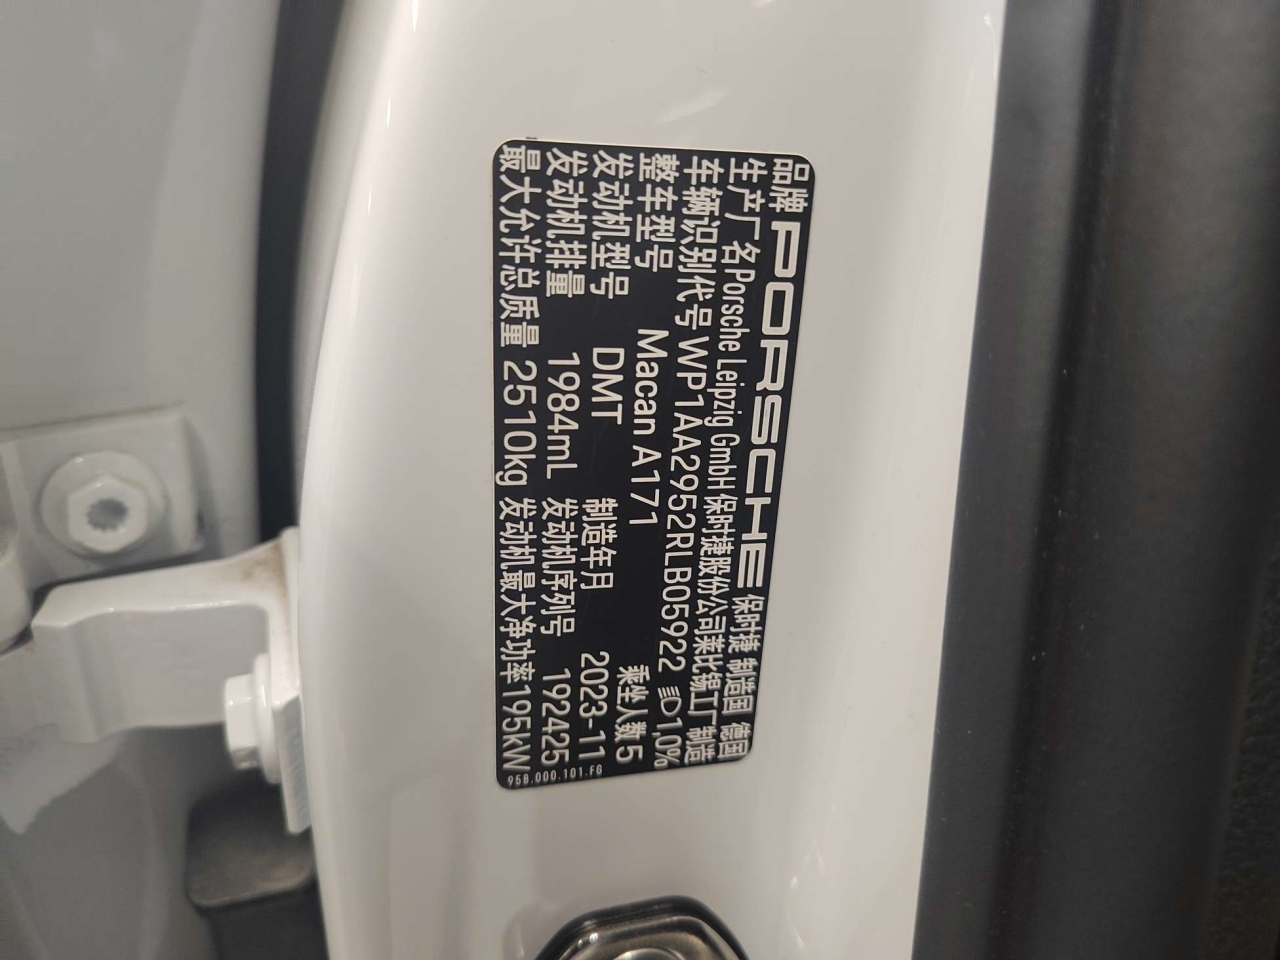 品牌 PORSCHE 保时捷 制造国 德国
生产厂名 Porsche Leipzig GmbH 保时捷股份公司莱比锡工厂 制造
车辆识别代号 WP1AA2952RLB05922 1,0%
整车型号 Macan A171 乘坐人数 5
发动机型号 DMT 制造年月 2023-11
发动机排量 1984mL 发动机序列号 192425
最大允许总质量 2510kg 发动机最大净功率 195kW
95B.000.101.FG